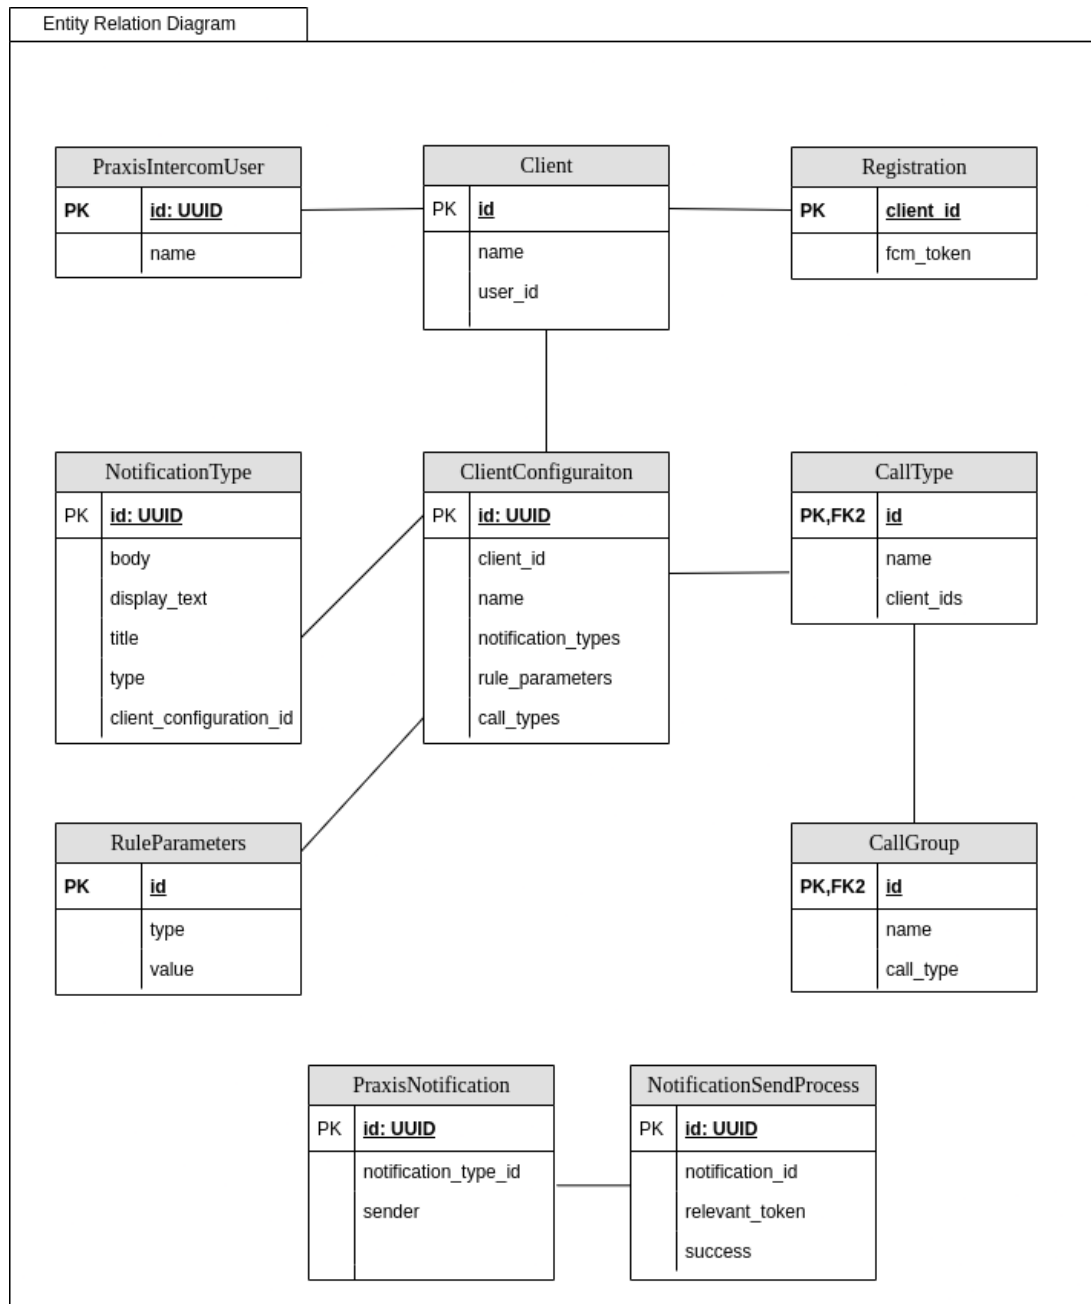 Entity Relation Diagram
PraxisIntercomUser
PK id: UUID
name
Client
PK id
name
user_id
Registration
PK client_id
fcm_token
NotificationType
PK id: UUID
body
display_text
title
type
client_configuration_id
ClientConfiguraiton
PK id: UUID
client_id
name
notification_types
rule_parameters
call_types
CallType
PK,FK2 id
name
client_ids
RuleParameters
PK id
type
value
CallGroup
PK,FK2 id
name
call_type
PraxisNotification
PK id: UUID
notification_type_id
sender
NotificationSendProcess
PK id: UUID
notification_id
relevant_token
success